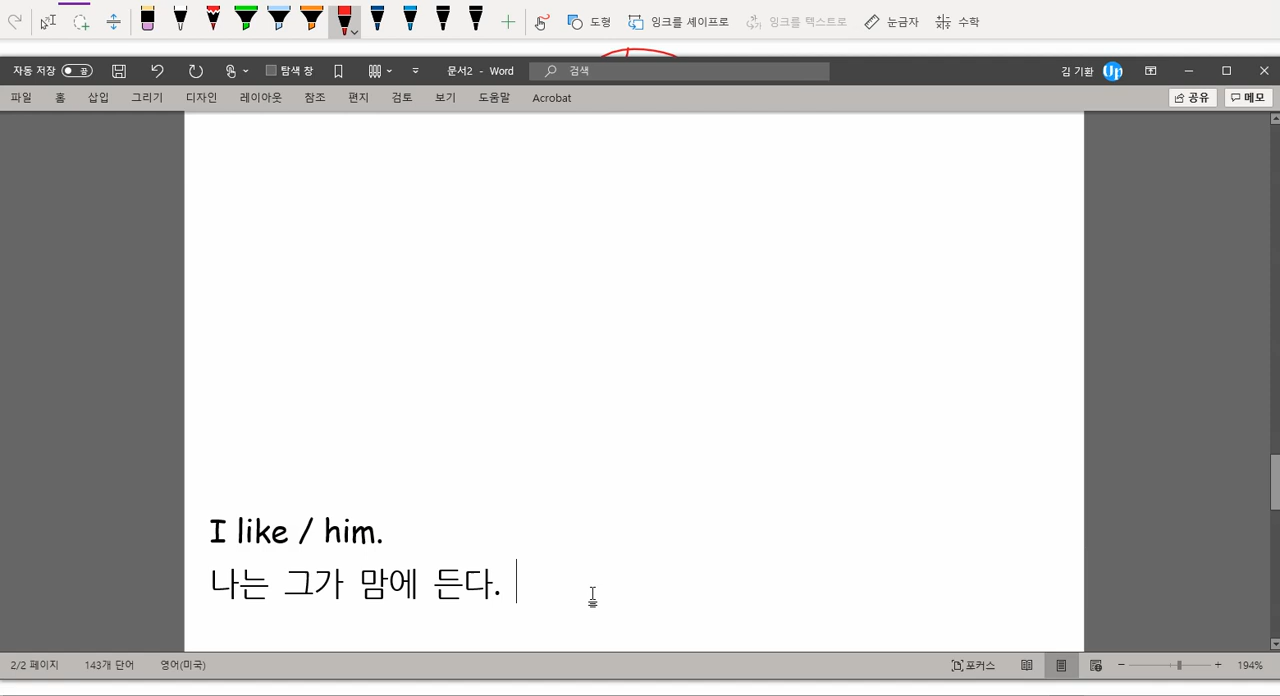 도형 잉크를 셰이프로 잉크를 텍스트로 눈금자 수학
자동 저장 끔 탐색 창 문서2 - Word 검색 김 기환 Up
파일 홈 삽입 그리기 디자인 레이아웃 참조 편지 검토 보기 도움말 Acrobat 공유 메모
I like / him.
나는 그가 맘에 든다.
2/2 페이지 143개 단어 영어(미국) 포커스 194%